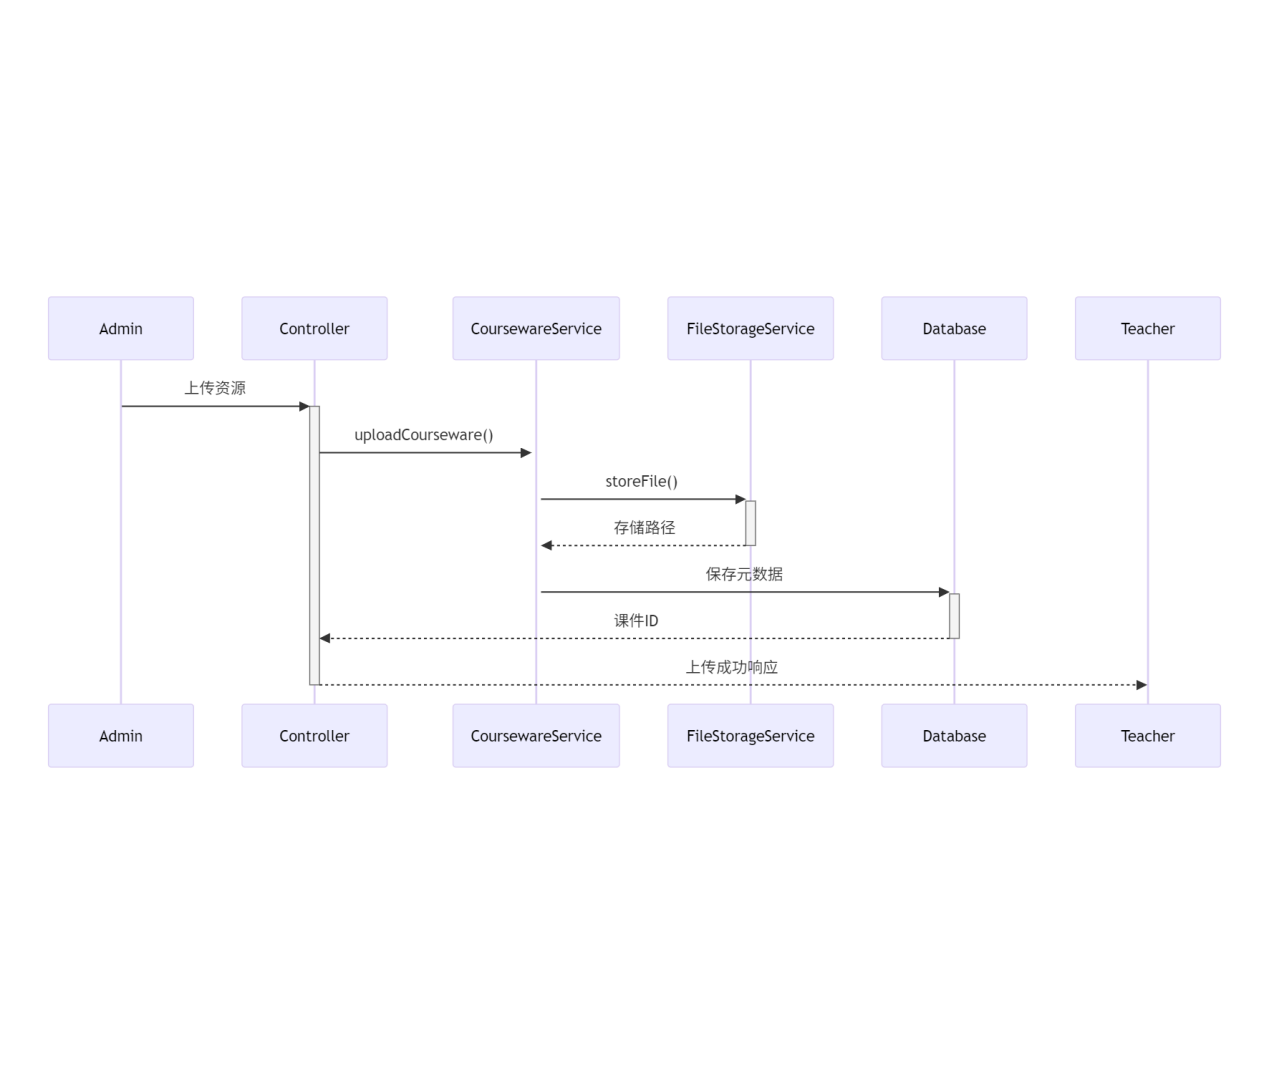 Admin
Controller
CoursewareService
FileStorageService
Database
Teacher
上传资源
uploadCourseware()
storeFile()
存储路径
保存元数据
课件ID
上传成功响应
Admin
Controller
CoursewareService
FileStorageService
Database
Teacher